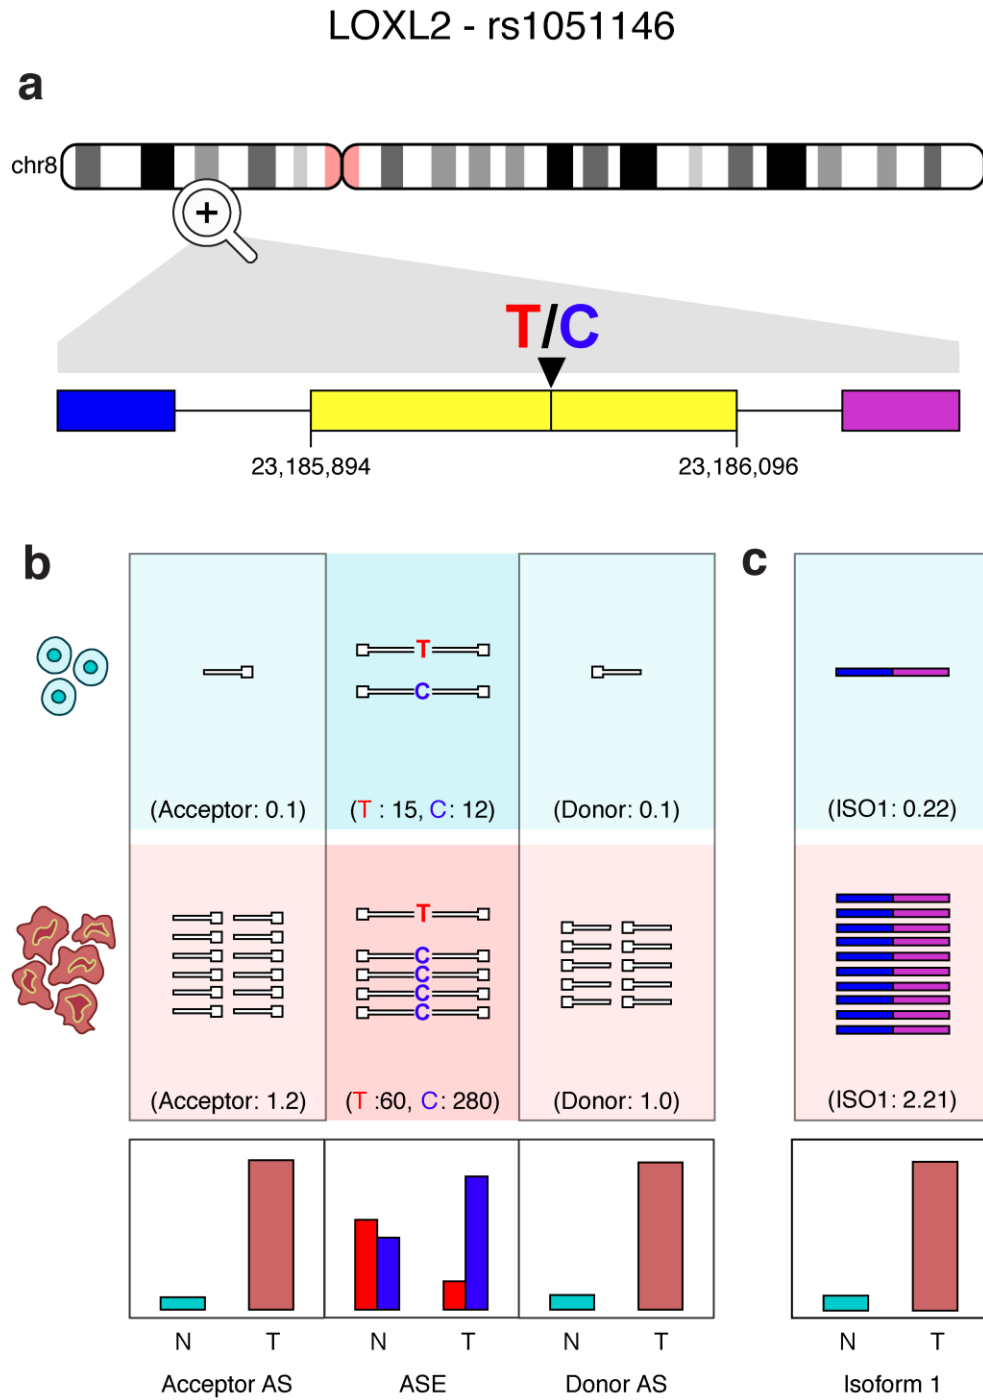 LOXL2 - rs1051146
a
chr8
T/C
23,185,894
23,186,096
b
c
T
C
(Acceptor: 0.1)
(T : 15, C: 12)
(Donor: 0.1)
(ISO1: 0.22)
T
C
C
C
C
(Acceptor: 1.2)
(T :60, C: 280)
(Donor: 1.0)
(ISO1: 2.21)
N T
N T
N T
N T
Acceptor AS
ASE
Donor AS
Isoform 1